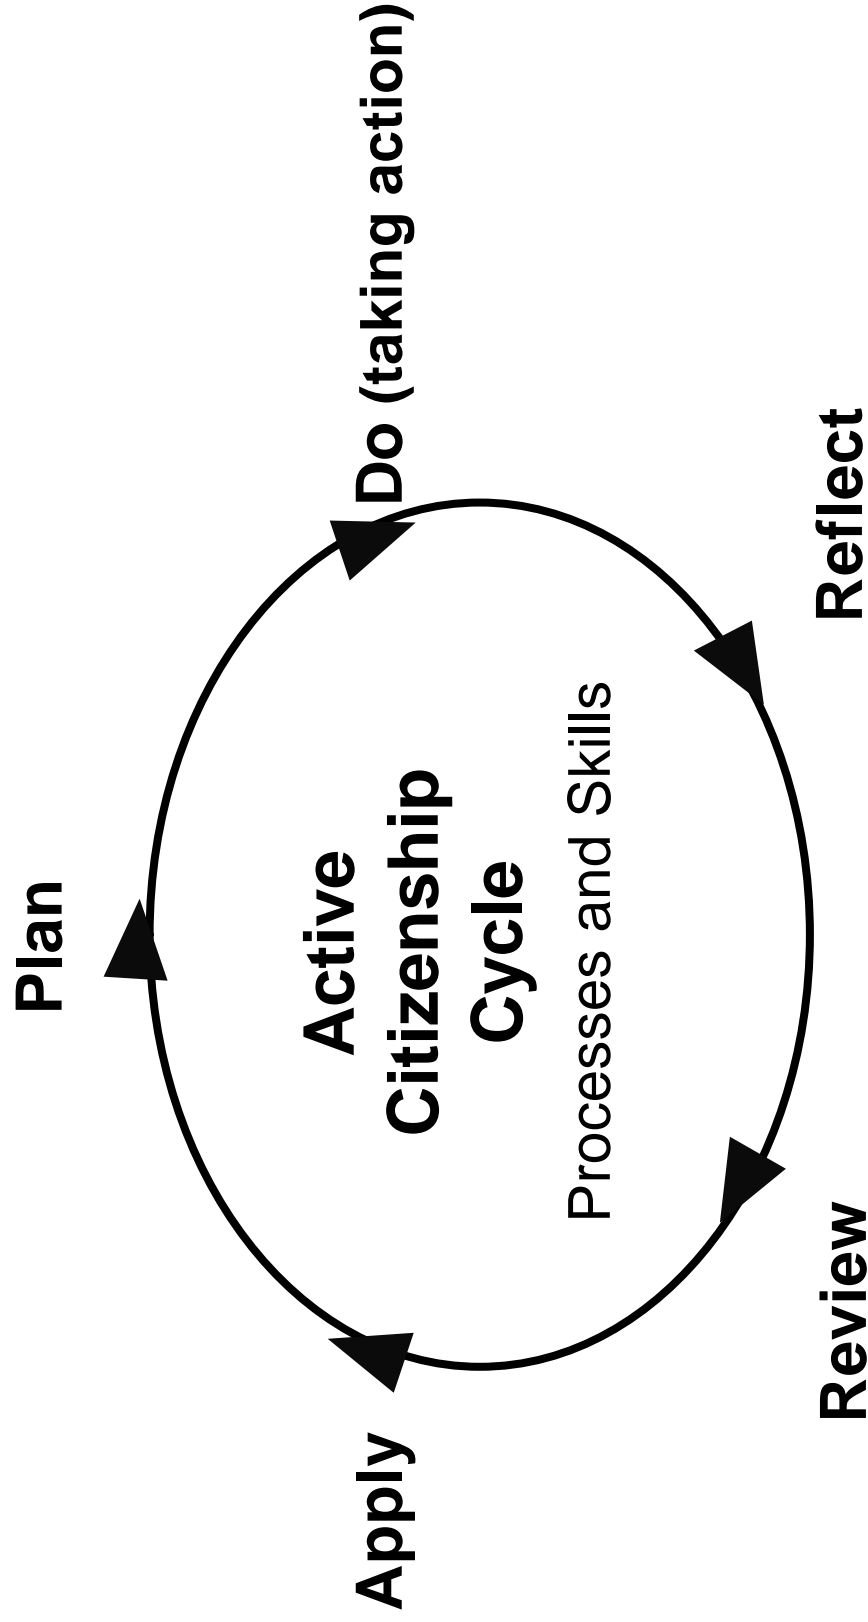 Plan
Do (taking action)
Reflect
Review
Apply
Active
Citizenship
Cycle
Processes and Skills